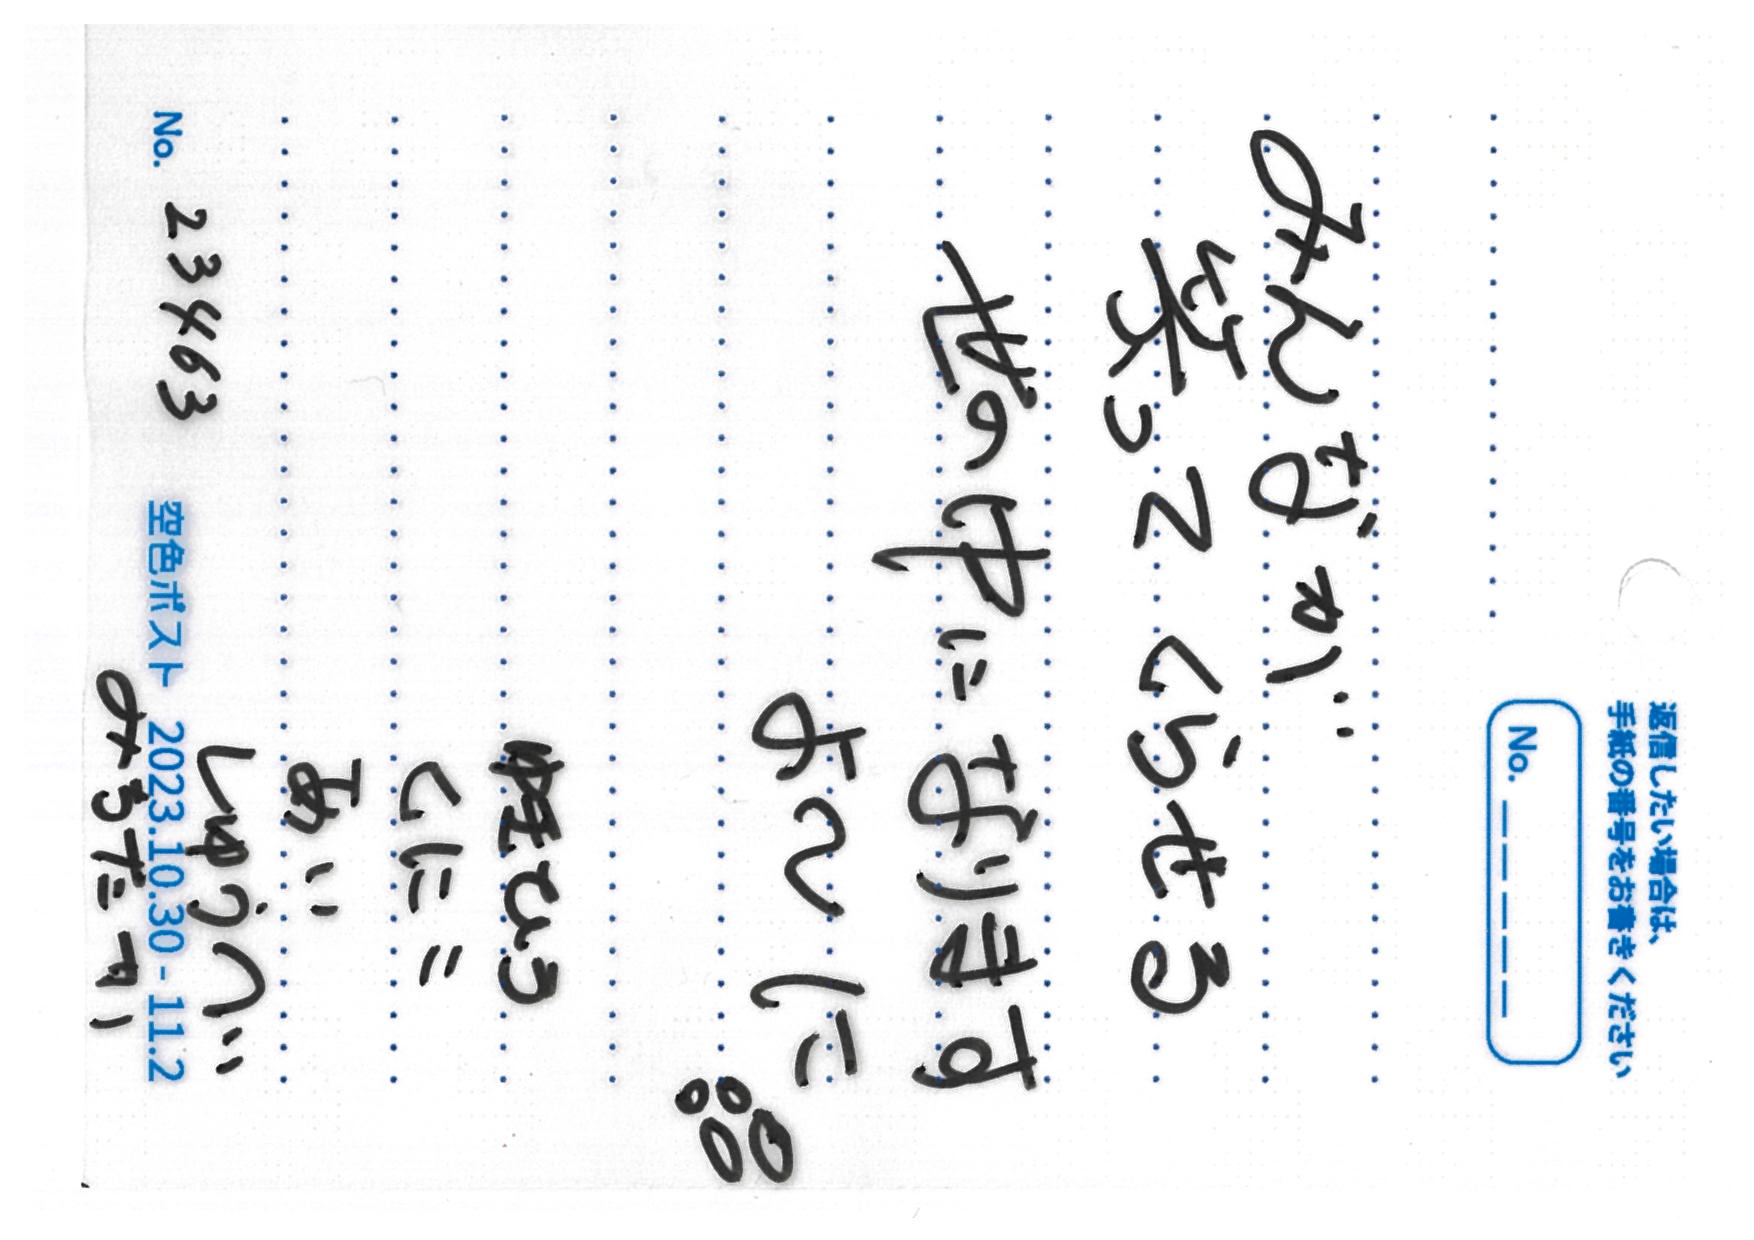 返信したい場合は、
手紙の番号をお書きください
No. _ _ _ _ _
みんなが
笑ってくらせる
世の中になります
よ〜に
ゆきひろ
くにこ
あい
しゅうへい
No. 23463 空色ポスト 2023.10.30 - 11.2
みちたか